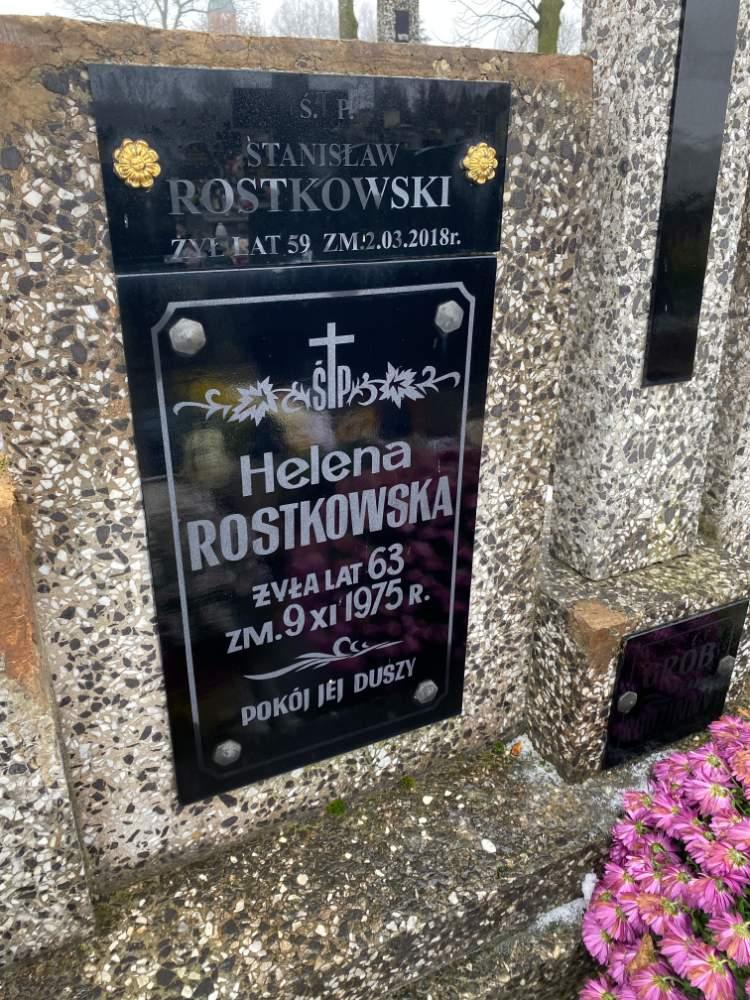 Ś. P.
STANISŁAW
ROSTKOWSKI
ŻYŁ LAT 59 ZM.2.03.2018r.
ŚP
Helena
ROSTKOWSKA
ŻYŁA LAT 63
ZM. 9 XI 1975 R.
POKÓJ JEJ DUSZY
GRÓB